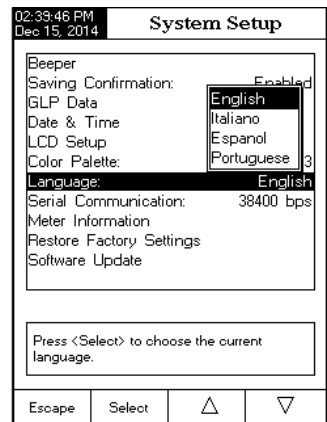 02:39:46 PM
Dec 15, 2014
System Setup
Beeper
Saving Confirmation: Enabled
GLP Data
Date & Time
LCD Setup
Color Palette: 3
Language: English
Serial Communication: 38400 bps
Meter Information
Restore Factory Settings
Software Update
English
Italiano
Espanol
Portuguese
Press <Select> to choose the current
language.
Escape Select